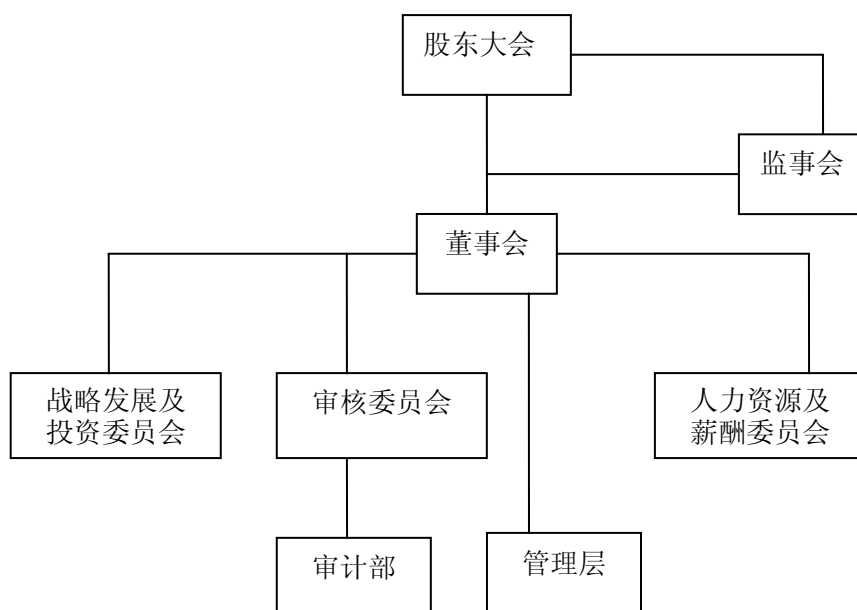 股东大会
监事会
董事会
战略发展及
投资委员会
审核委员会
人力资源及
薪酬委员会
审计部
管理层